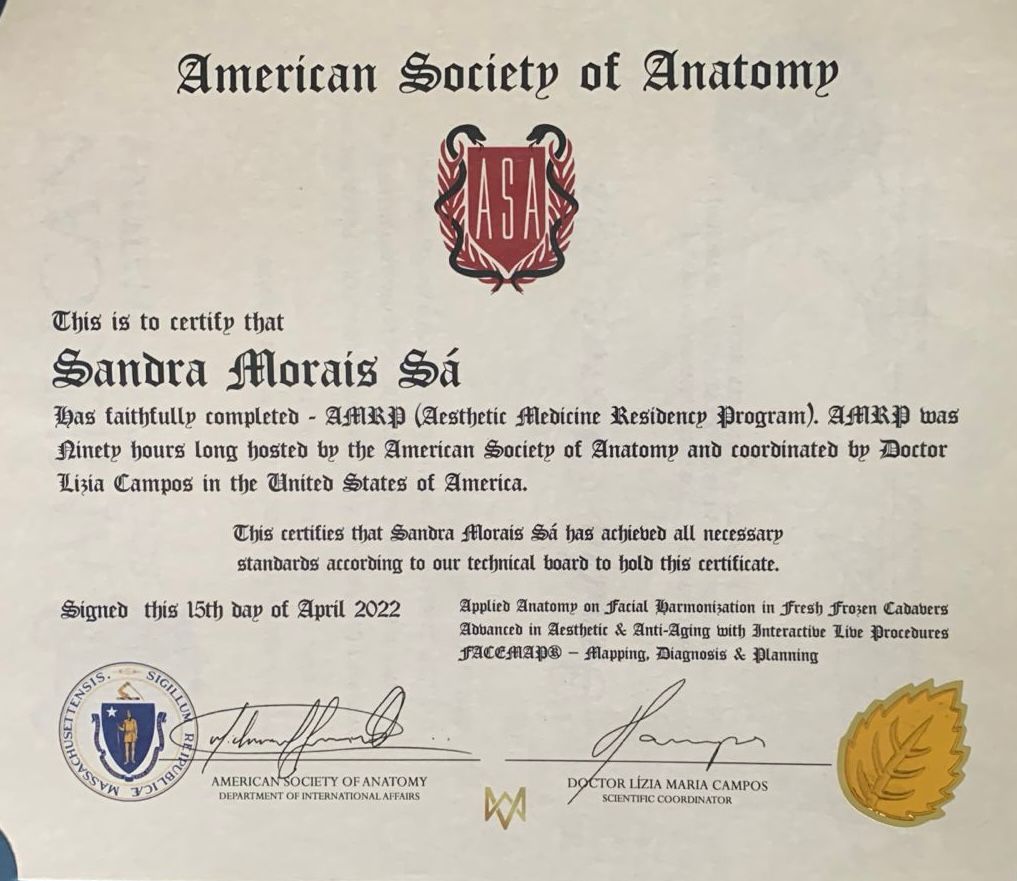 American Society of Anatomy
ASA
This is to certify that
Sandra Morais Sá
Has faithfully completed - AMRP (Aesthetic Medicine Residency Program). AMRP was
Ninety hours long hosted by the American Society of Anatomy and coordinated by Doctor
Lizia Campos in the United States of America.
This certifies that Sandra Morais Sá has achieved all necessary
standards according to our technical board to hold this certificate.
Signed this 15th day of April 2022
Applied Anatomy on Facial Harmonization in Fresh Frozen Cadavers
Advanced in Aesthetic & Anti-Aging with Interactive Live Procedures
FACEMAP® – Mapping, Diagnosis & Planning
SIGILLUM REIPUBLICÆ MASSACHUSETTENSIS.
AMERICAN SOCIETY OF ANATOMY
DEPARTMENT OF INTERNATIONAL AFFAIRS
DOCTOR LÍZIA MARIA CAMPOS
SCIENTIFIC COORDINATOR